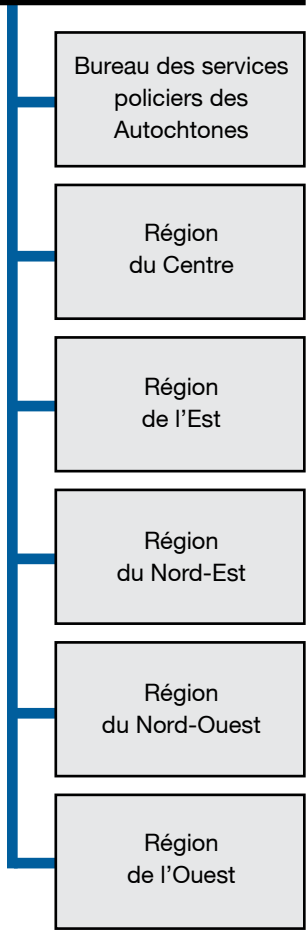 Bureau des services
policiers des
Autochtones
Région
du Centre
Région
de l’Est
Région
du Nord-Est
Région
du Nord-Ouest
Région
de l’Ouest